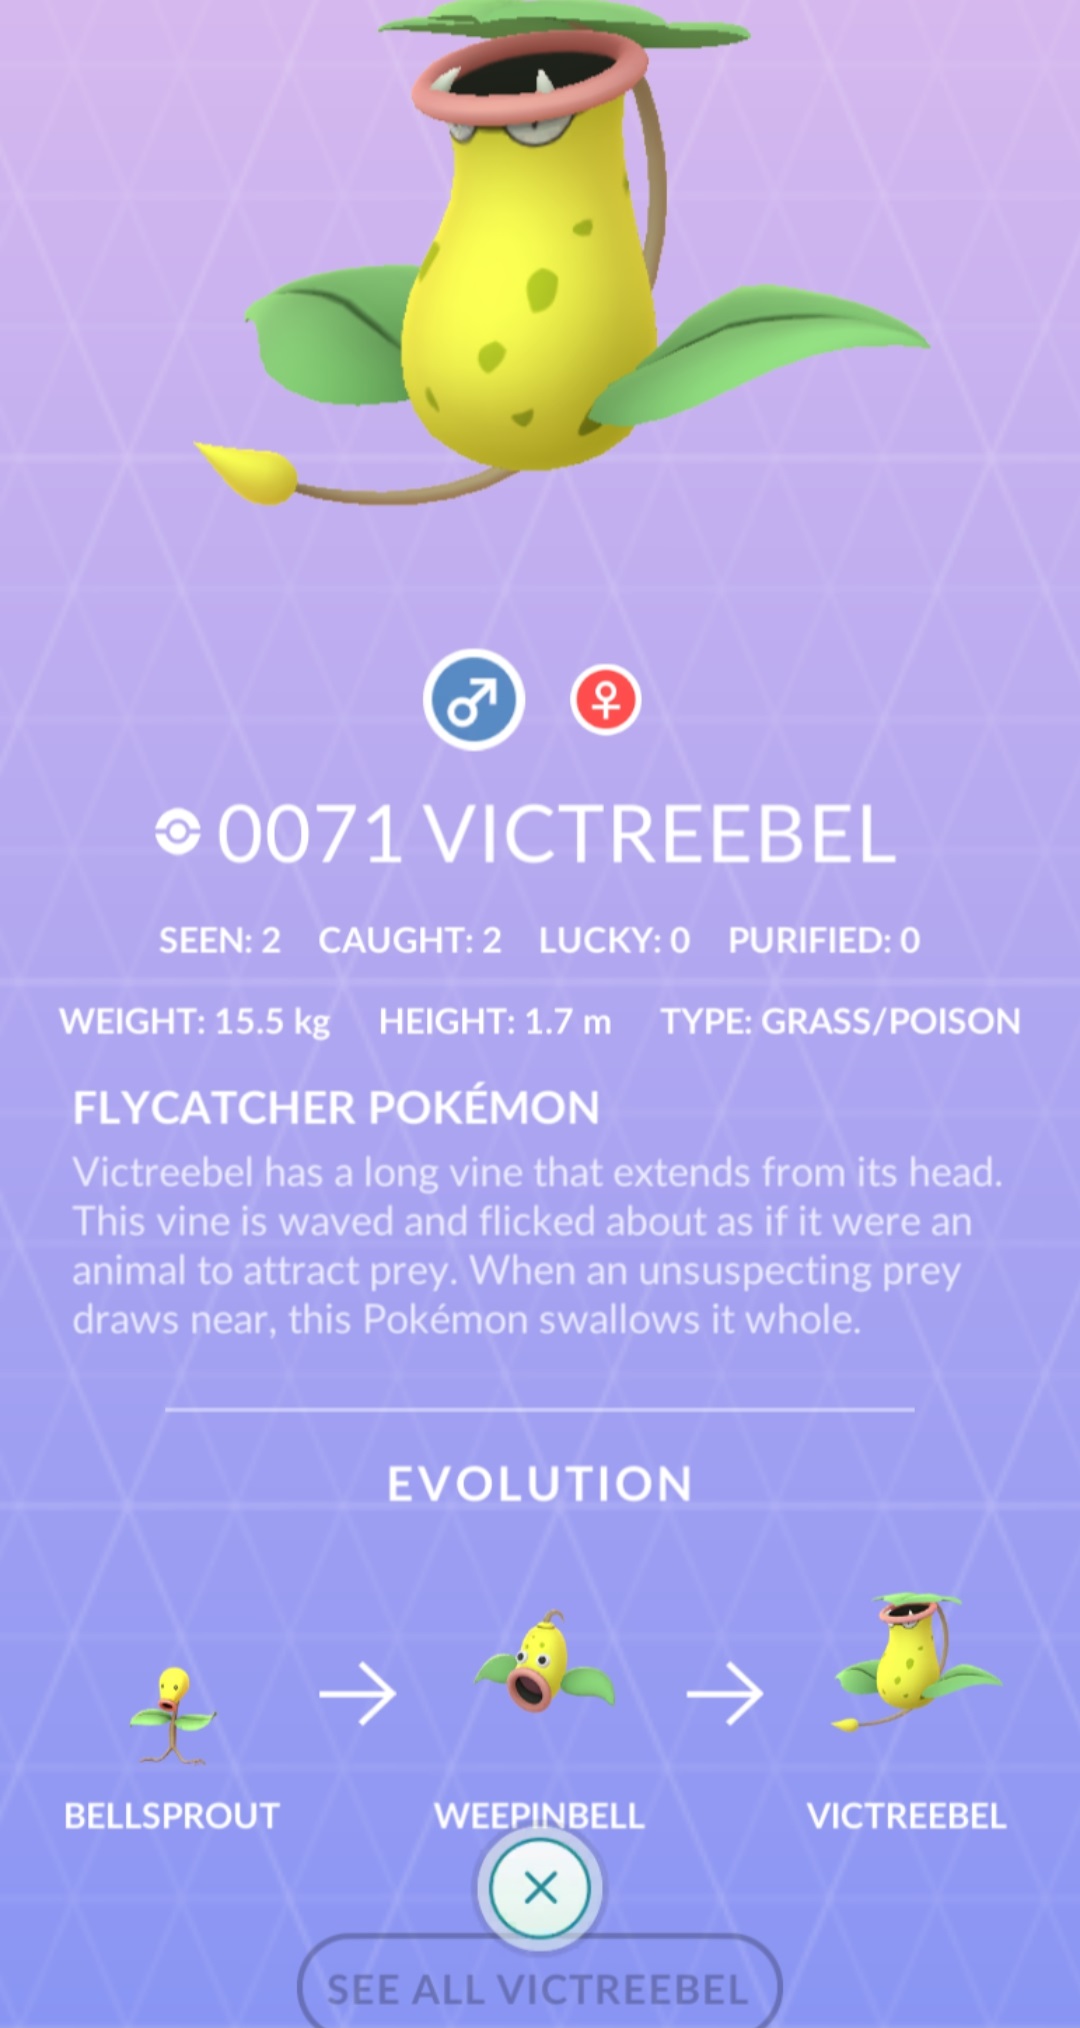 0071 VICTREEBEL
SEEN: 2 CAUGHT: 2 LUCKY: 0 PURIFIED: 0
WEIGHT: 15.5 kg HEIGHT: 1.7 m TYPE: GRASS/POISON
FLYCATCHER POKÉMON
Victreebel has a long vine that extends from its head.
This vine is waved and flicked about as if it were an
animal to attract prey. When an unsuspecting prey
draws near, this Pokémon swallows it whole.
EVOLUTION
BELLSPROUT WEEPINBELL VICTREEBEL
SEE ALL VICTREEBEL